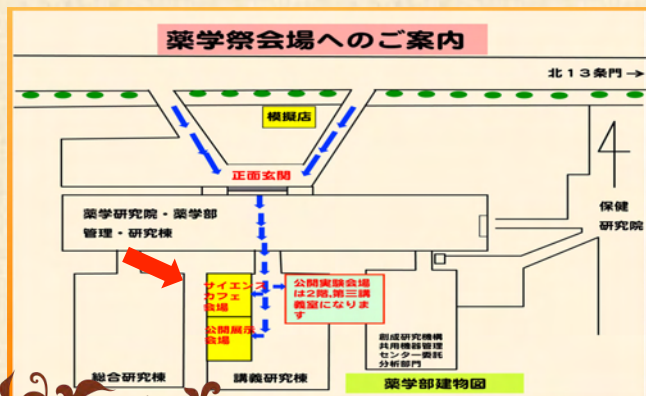 薬学祭会場へのご案内
北13条門→
模擬店
正面玄関
薬学研究院・薬学部
管理・研究棟
保健
研究院
サイエンス
カフェ
会場
公開実験会場
は2階,第三講
義室になりま
す
公開展示
会場
創成研究機構
共用機器管理
センター委託
分析部門
総合研究棟
講義研究棟
薬学部建物図